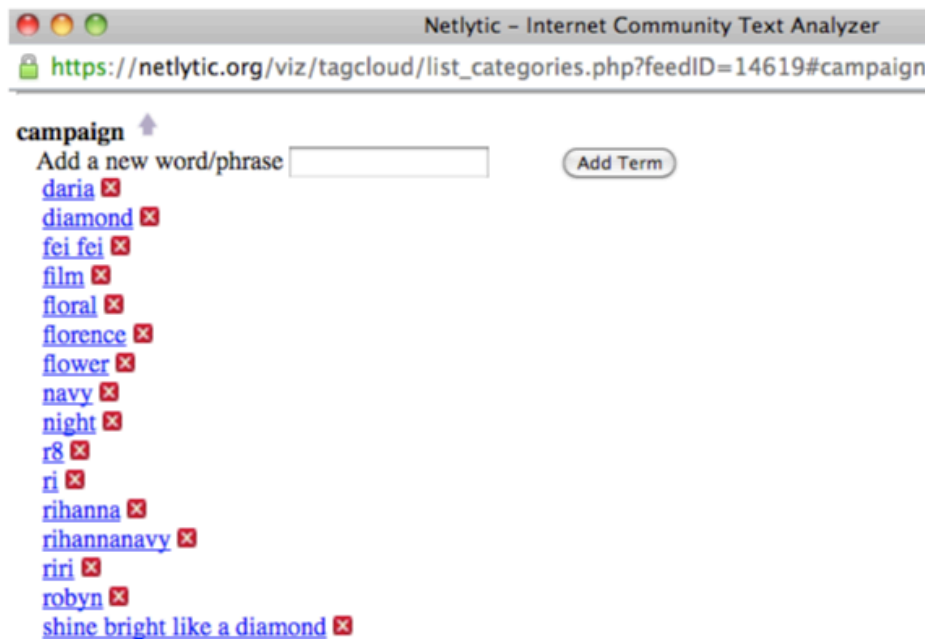 Netlytic – Internet Community Text Analyzer
https://netlytic.org/viz/tagcloud/list_categories.php?feedID=14619#campaign
campaign
Add a new word/phrase Add Term
daria
diamond
fei fei
film
floral
florence
flower
navy
night
r8
ri
rihanna
rihannanavy
riri
robyn
shine bright like a diamond